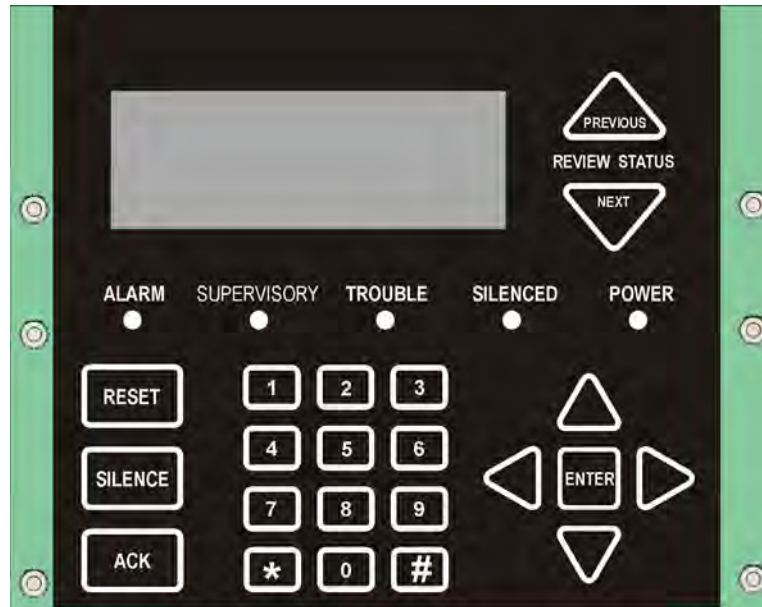 PREVIOUS
REVIEW STATUS
NEXT
ALARM SUPERVISORY TROUBLE SILENCED POWER
RESET 1 2 3
SILENCE 4 5 6 ENTER
7 8 9
ACK * 0 #